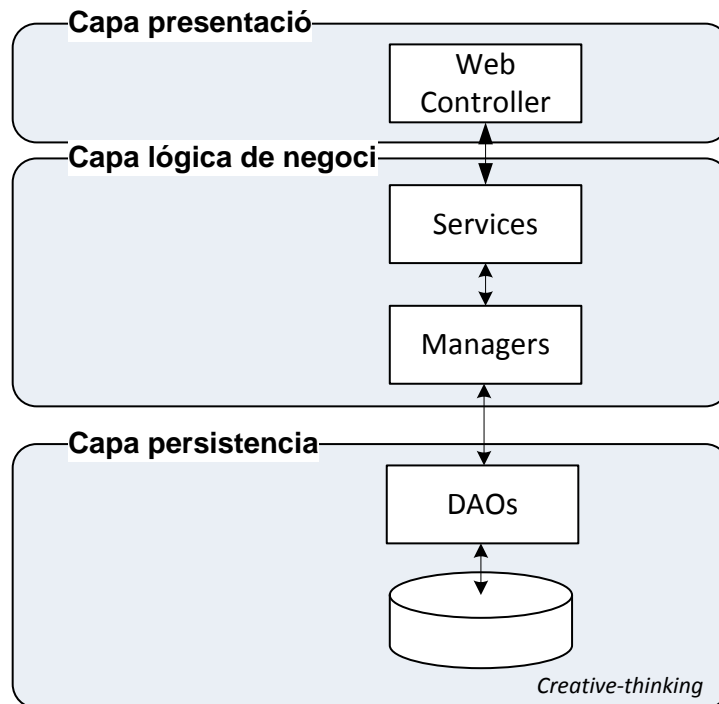 Capa presentació
Web
Controller
Capa lógica de negoci
Services
Managers
Capa persistencia
DAOs
Creative-thinking